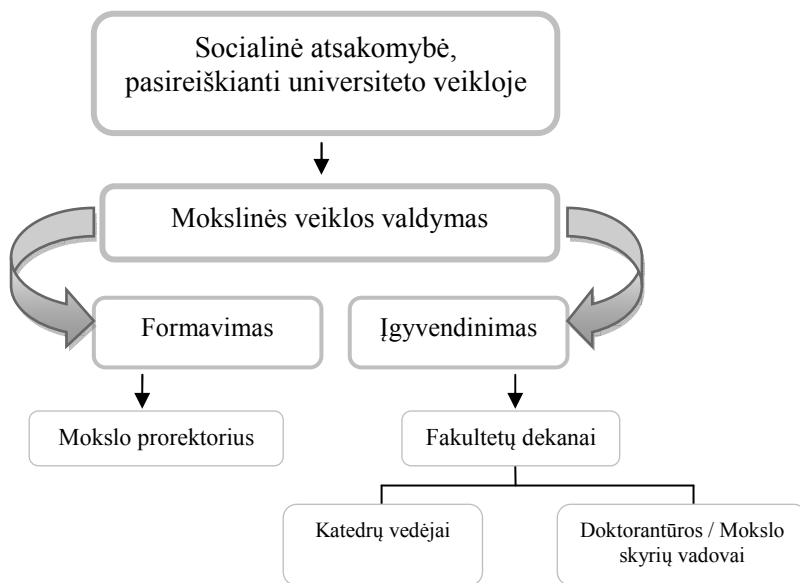 Socialinė atsakomybė,
pasireiškianti universiteto veikloje
Mokslinės veiklos valdymas
Formavimas
Įgyvendinimas
Mokslo prorektorius
Fakultetų dekanai
Katedrų vedėjai
Doktorantūros / Mokslo
skyrių vadovai